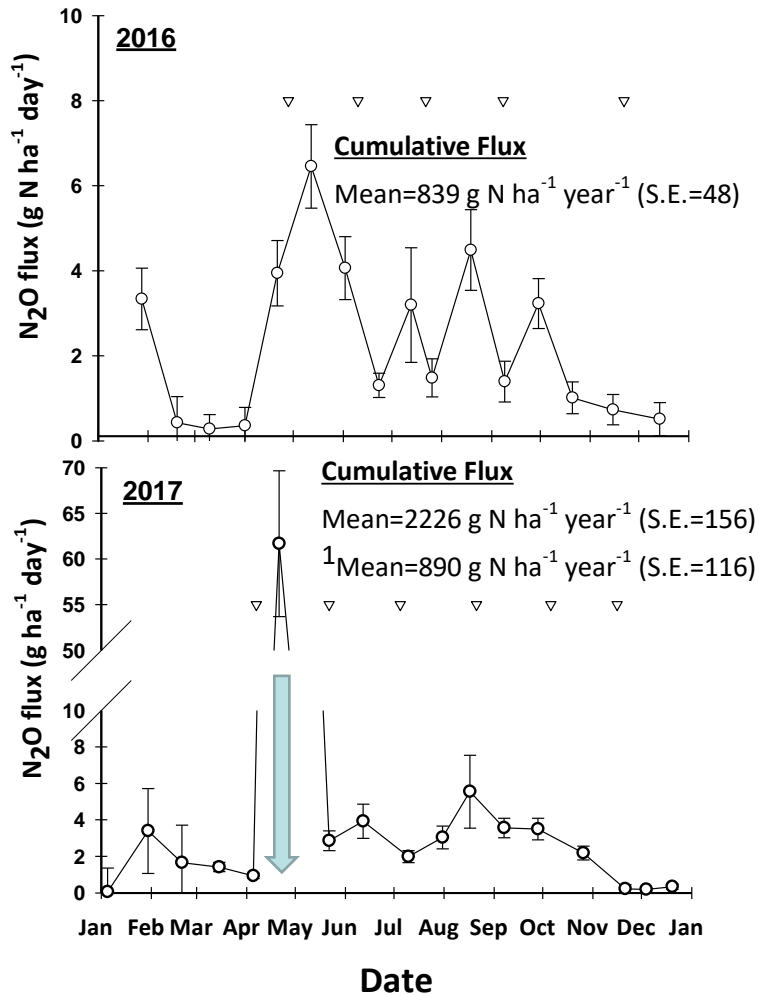 10
2016
8
Cumulative Flux
6
Mean=839 g N ha⁻¹ year⁻¹ (S.E.=48)
4
2
0
N₂O flux (g N ha⁻¹ day⁻¹)
70
2017
65
60
55
50
Cumulative Flux
Mean=2226 g N ha⁻¹ year⁻¹ (S.E.=156)
¹Mean=890 g N ha⁻¹ year⁻¹ (S.E.=116)
10
8
6
4
2
0
N₂O flux (g ha⁻¹ day⁻¹)
Jan Feb Mar Apr May Jun Jul Aug Sep Oct Nov Dec Jan
Date